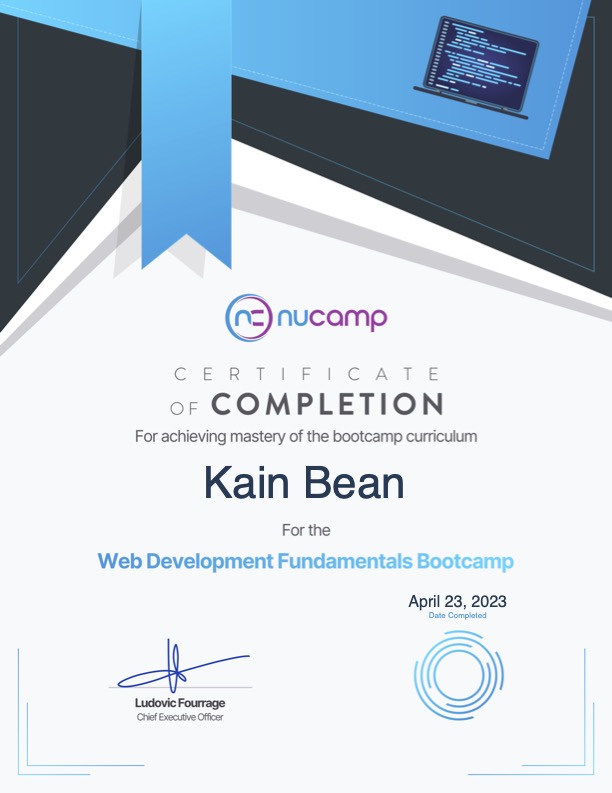 nucamp
CERTIFICATE
OF COMPLETION
For achieving mastery of the bootcamp curriculum
Kain Bean
For the
Web Development Fundamentals Bootcamp
April 23, 2023
Date Completed
Ludovic Fourrage
Chief Executive Officer